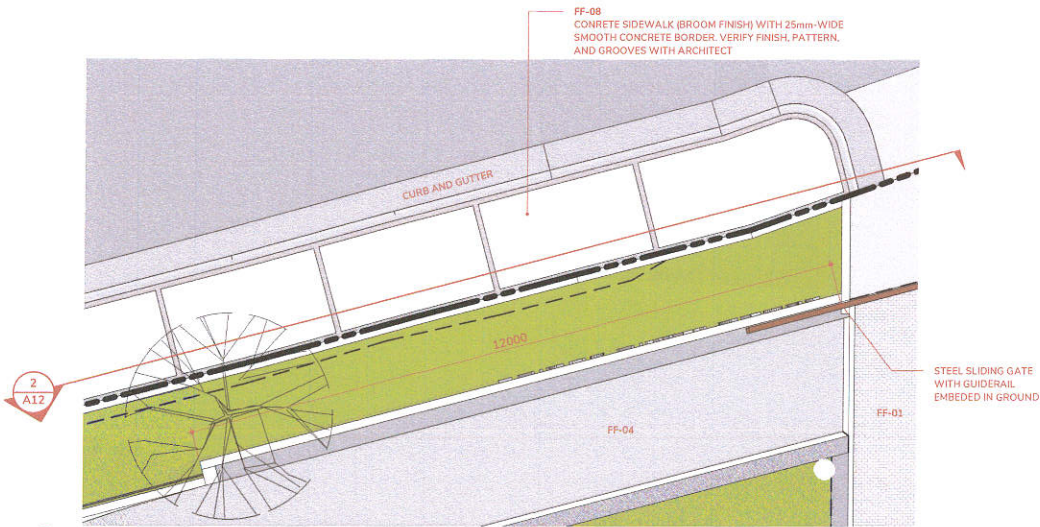 FF-08
CONRETE SIDEWALK (BROOM FINISH) WITH 25mm-WIDE
SMOOTH CONCRETE BORDER. VERIFY FINISH, PATTERN,
AND GROOVES WITH ARCHITECT
CURB AND GUTTER
12000
2
A12
STEEL SLIDING GATE
WITH GUIDERAIL
EMBEDED IN GROUND
FF-01
FF-04